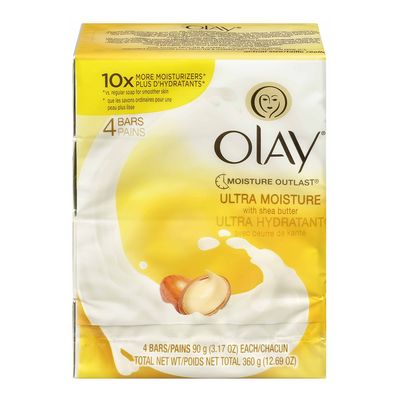 10x MORE MOISTURIZERS*
PLUS D'HYDRATANTS*
*vs. regular soap for smoother skin
*que les savons ordinaires pour une
peau plus lisse
4 BARS
PAINS
OLAY®
MOISTURE OUTLAST®
ULTRA MOISTURE
with shea butter
ULTRA HYDRATANT
avec beurre de karité
4 BARS/PAINS 90 g (3.17 OZ) EACH/CHACUN
TOTAL NET WT/POIDS NET TOTAL 360 g (12.69 OZ)